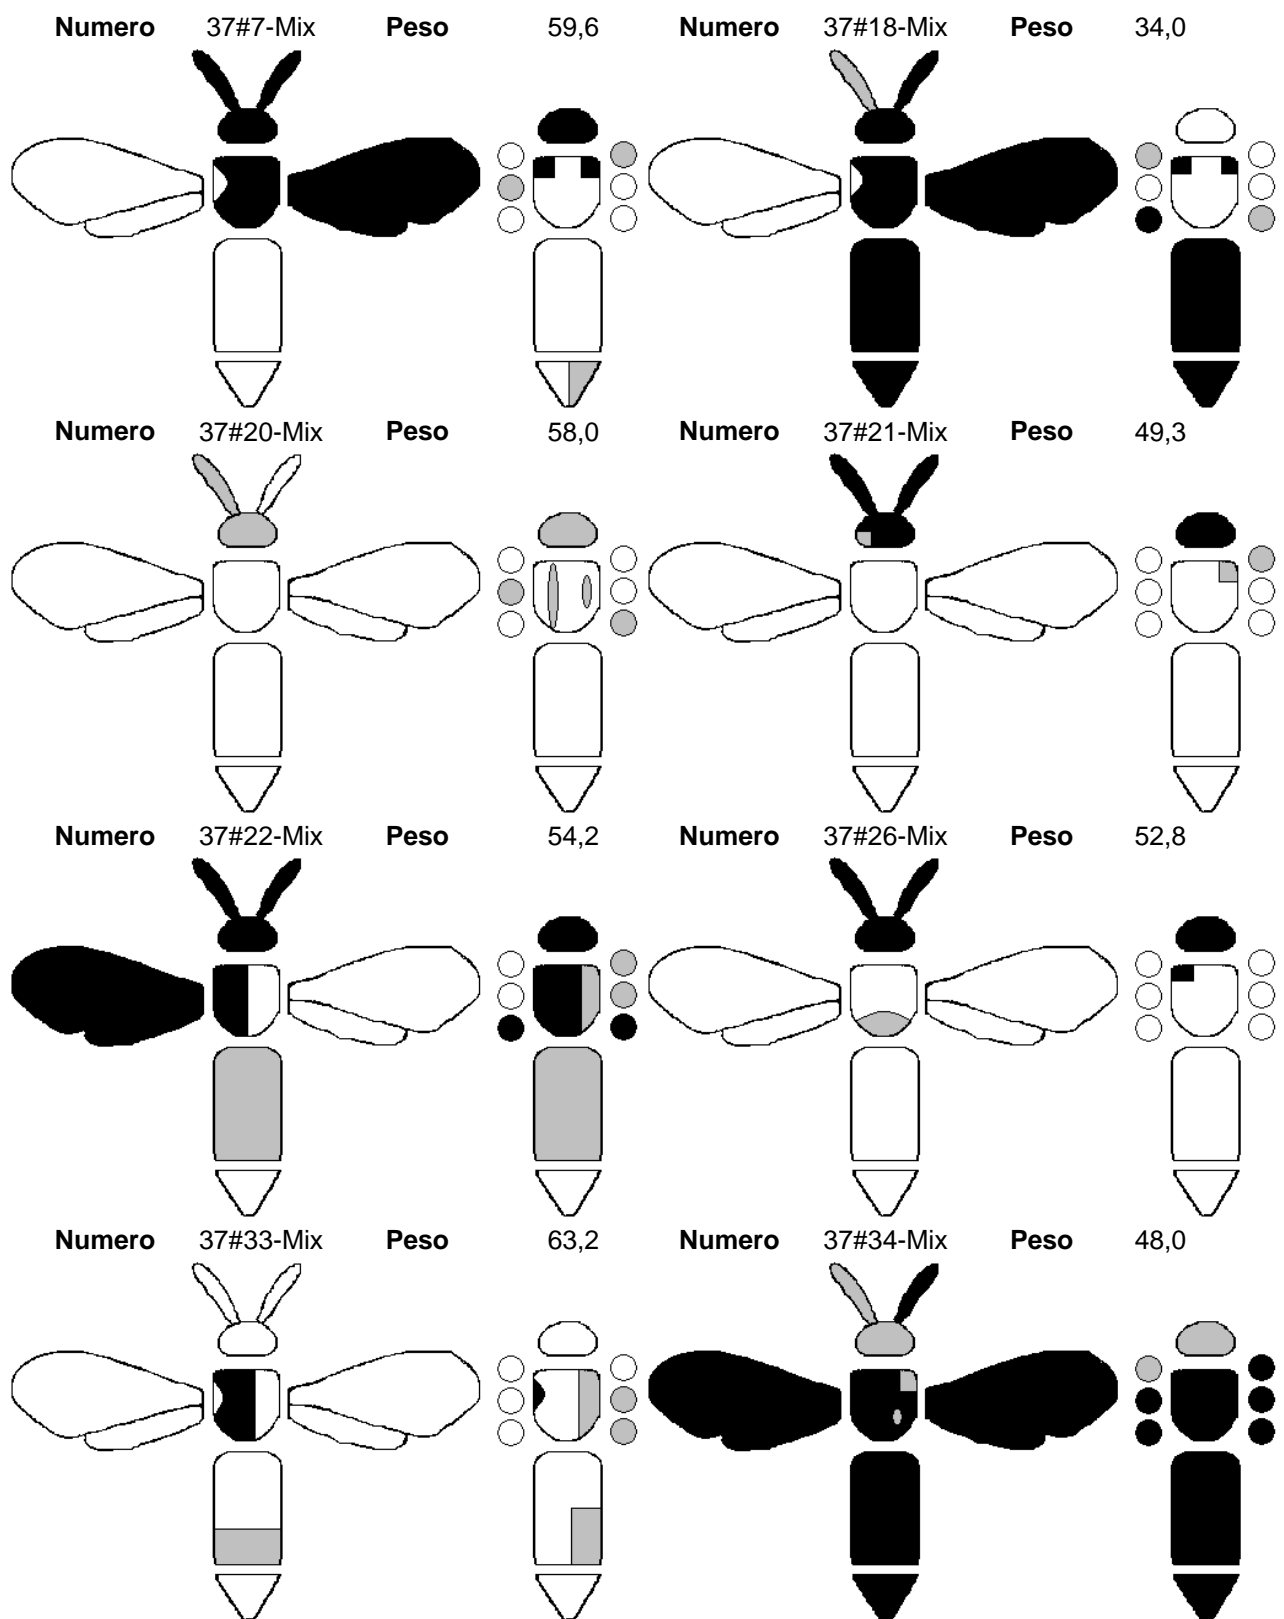 Numero 37#7-Mix Peso 59,6 Numero 37#18-Mix Peso 34,0
Numero 37#20-Mix Peso 58,0 Numero 37#21-Mix Peso 49,3
Numero 37#22-Mix Peso 54,2 Numero 37#26-Mix Peso 52,8
Numero 37#33-Mix Peso 63,2 Numero 37#34-Mix Peso 48,0